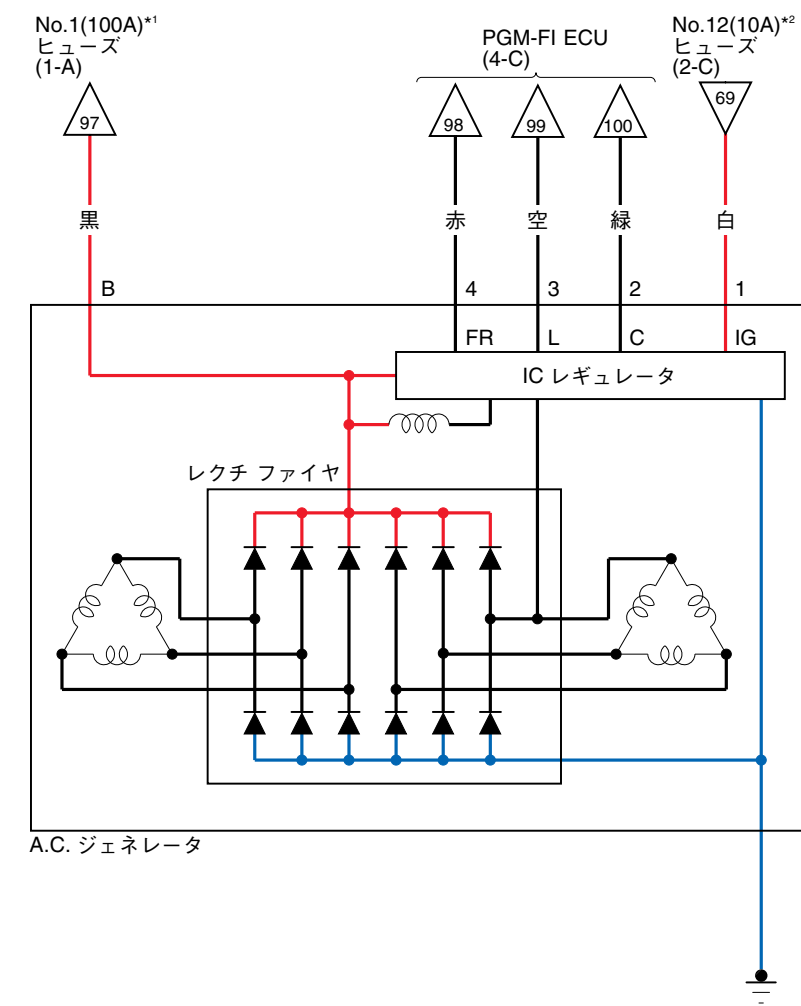 No.1(100A)*1
ヒューズ
(1-A)
PGM-FI ECU
(4-C)
No.12(10A)*2
ヒューズ
(2-C)
97
98
99
100
69
黒
赤
空
緑
白
B
4
3
2
1
FR
L
C
IG
IC レギュレータ
レクチ ファイヤ
A.C. ジェネレータ